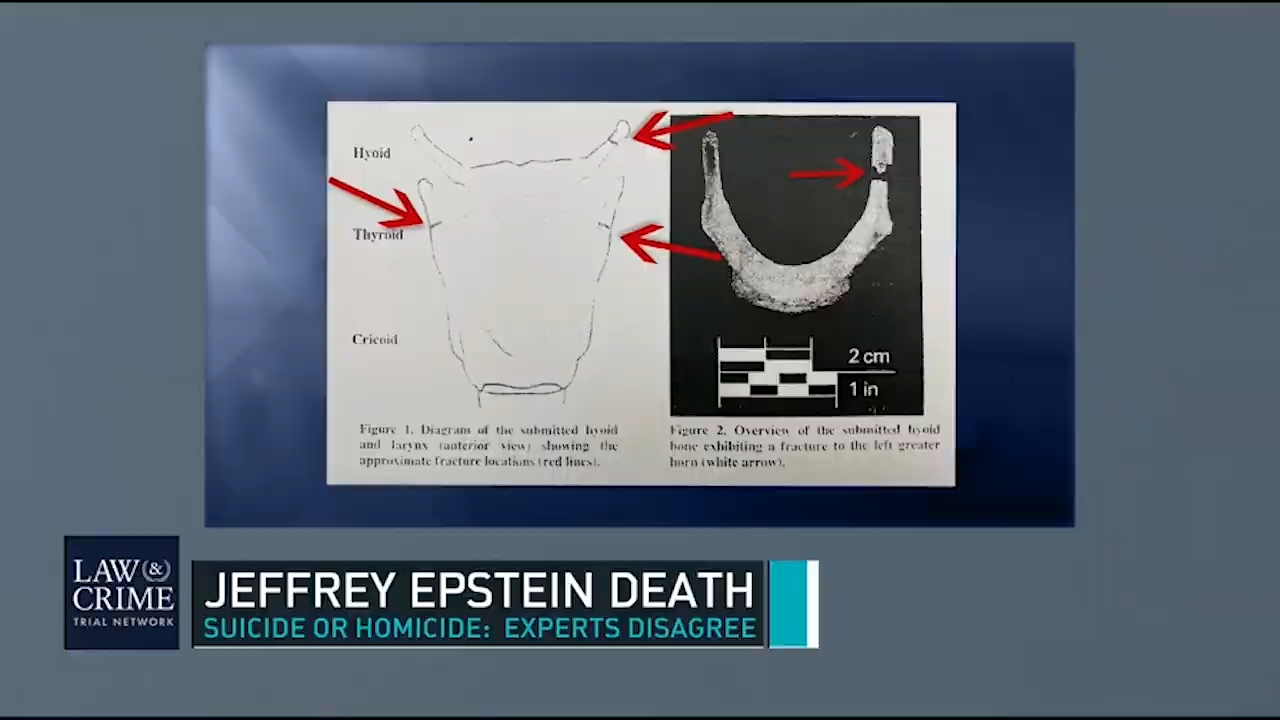 Hyoid
Thyroid
Cricoid
2 cm
1 in
Figure 1. Diagram of the submitted hyoid
and larynx (anterior view) showing the
approximate fracture locations (red lines).
Figure 2. Overview of the submitted hyoid
bone exhibiting a fracture to the left greater
horn (white arrow).
LAW &
CRIME
TRIAL NETWORK
JEFFREY EPSTEIN DEATH
SUICIDE OR HOMICIDE: EXPERTS DISAGREE